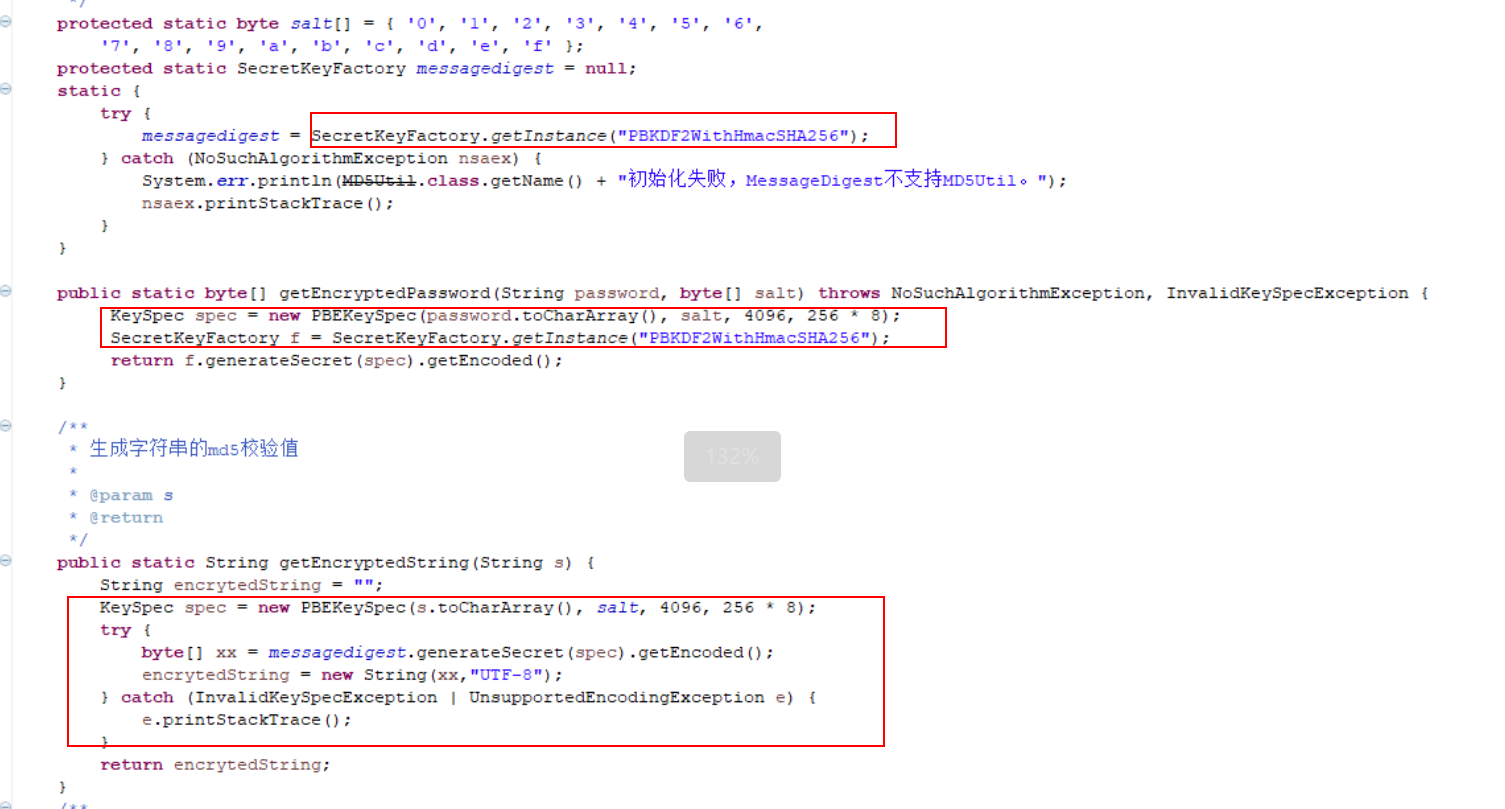 */
protected static byte salt[] = { '0', '1', '2', '3', '4', '5', '6',
'7', '8', '9', 'a', 'b', 'c', 'd', 'e', 'f' };
protected static SecretKeyFactory messagedigest = null;
static {
try {
messagedigest = SecretKeyFactory.getInstance("PBKDF2WithHmacSHA256");
} catch (NoSuchAlgorithmException nsaex) {
System.err.println(MD5Util.class.getName() + "初始化失败，MessageDigest不支持MD5Util。");
nsaex.printStackTrace();
}
}
public static byte[] getEncryptedPassword(String password, byte[] salt) throws NoSuchAlgorithmException, InvalidKeySpecException {
KeySpec spec = new PBEKeySpec(password.toCharArray(), salt, 4096, 256 * 8);
SecretKeyFactory f = SecretKeyFactory.getInstance("PBKDF2WithHmacSHA256");
return f.generateSecret(spec).getEncoded();
}
/**
* 生成字符串的md5校验值
*
* @param s
* @return
*/
132%
public static String getEncryptedString(String s) {
String encrytedString = "";
KeySpec spec = new PBEKeySpec(s.toCharArray(), salt, 4096, 256 * 8);
try {
byte[] xx = messagedigest.generateSecret(spec).getEncoded();
encrytedString = new String(xx,"UTF-8");
} catch (InvalidKeySpecException | UnsupportedEncodingException e) {
e.printStackTrace();
}
return encrytedString;
}
/**